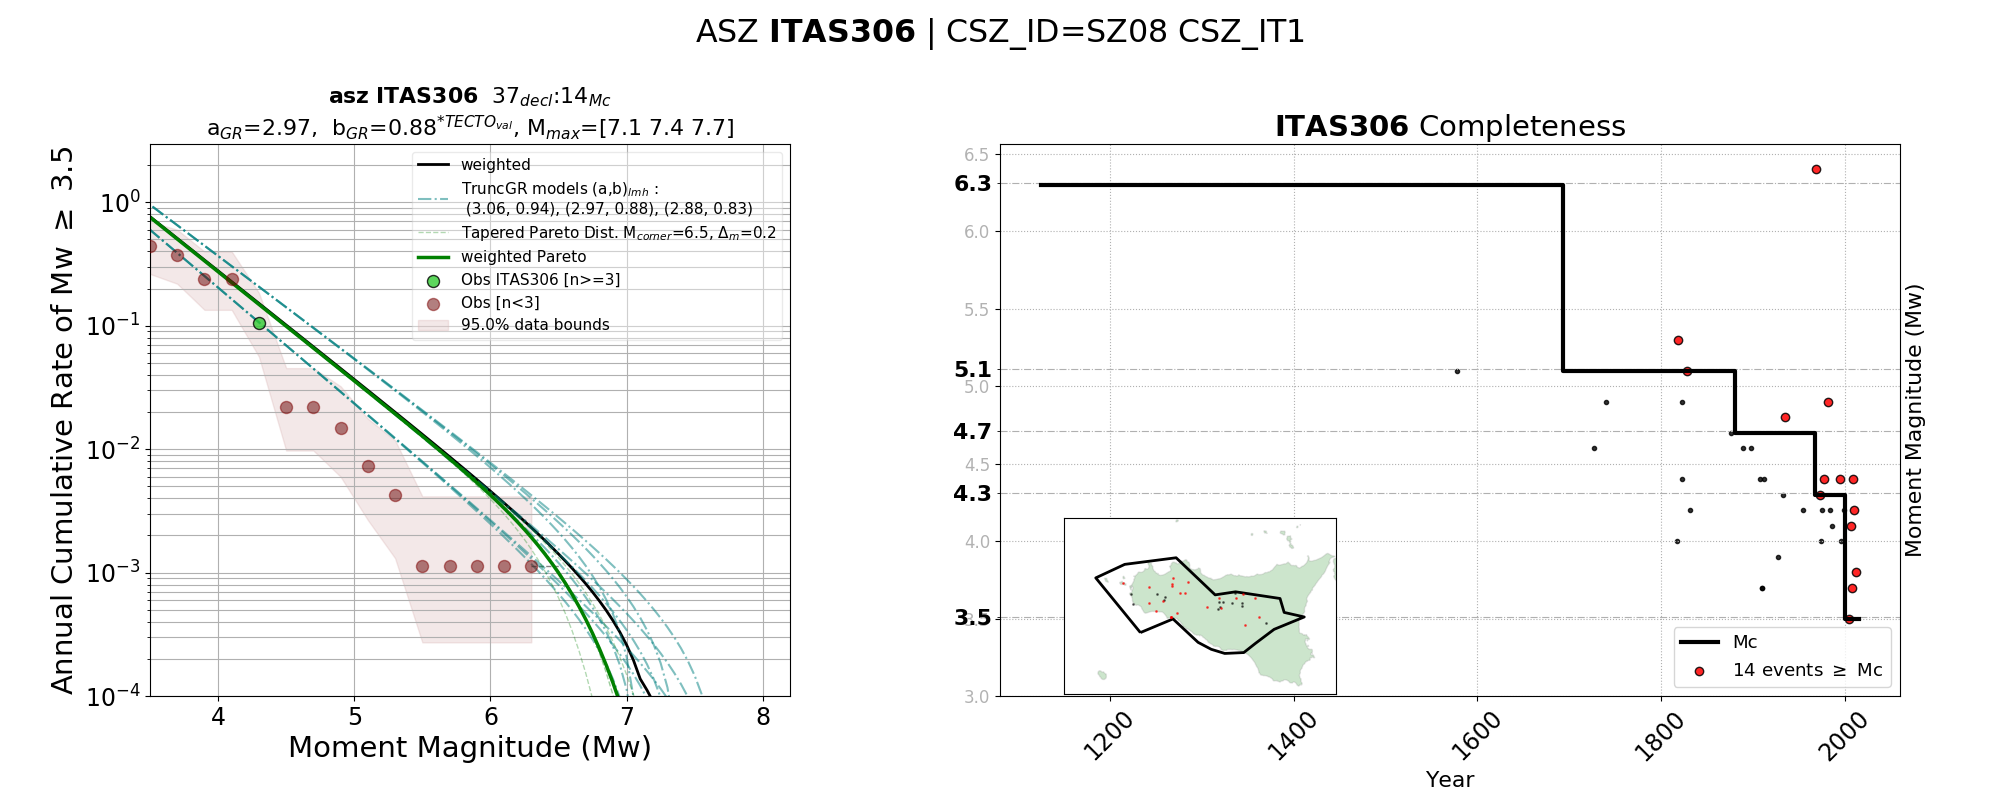 ASZ ITAS306 | CSZ_ID=SZ08 CSZ_IT1
asz ITAS306 37decl:14Mc
aGR=2.97, bGR=0.88*TECTOval, Mmax=[7.1 7.4 7.7]
Annual Cumulative Rate of Mw ≥ 3.5
10^0
10^-1
10^-2
10^-3
10^-4
weighted
TruncGR models (a,b)lmh :
(3.06, 0.94), (2.97, 0.88), (2.88, 0.83)
Tapered Pareto Dist. Mcorner=6.5, Δm=0.2
weighted Pareto
Obs ITAS306 [n>=3]
Obs [n<3]
95.0% data bounds
4 5 6 7 8
Moment Magnitude (Mw)
ITAS306 Completeness
6.5
6.3
6.0
5.5
5.1
5.0
4.7
4.5
4.3
4.0
3.5
3.5
3.0
Moment Magnitude (Mw)
Mc
14 events ≥ Mc
1200 1400 1600 1800 2000
Year